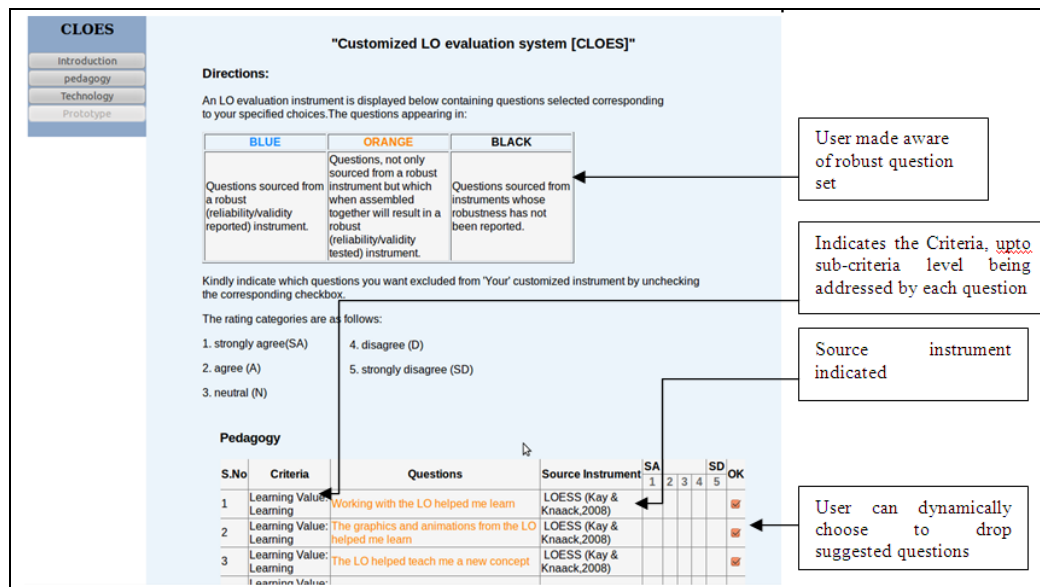 CLOES
Introduction
pedagogy
Technology
Prototype
"Customized LO evaluation system [CLOES]"
Directions:
An LO evaluation instrument is displayed below containing questions selected corresponding
to your specified choices.The questions appearing in:
BLUE ORANGE BLACK
Questions sourced from
a robust
(reliability/validity
reported) instrument.
Questions, not only
sourced from a robust
instrument but which
when assembled
together will result in a
robust
(reliability/validity
tested) instrument.
Questions sourced from
instruments whose
robustness has not
been reported.
Kindly indicate which questions you want excluded from 'Your' customized instrument by unchecking
the corresponding checkbox.
The rating categories are as follows:
1. strongly agree(SA) 4. disagree (D)
2. agree (A) 5. strongly disagree (SD)
3. neutral (N)
Pedagogy
S.No Criteria Questions Source Instrument SA SD OK
1 2 3 4 5
1 Learning Value: Learning Working with the LO helped me learn LOESS (Kay & Knaack,2008)
2 Learning Value: Learning The graphics and animations from the LO helped me learn LOESS (Kay & Knaack,2008)
3 Learning Value: Learning The LO helped teach me a new concept LOESS (Kay & Knaack,2008)
Learning Value:
User made aware
of robust question
set
Indicates the Criteria, upto
sub-criteria level being
addressed by each question
Source instrument
indicated
User can dynamically
choose to drop
suggested questions